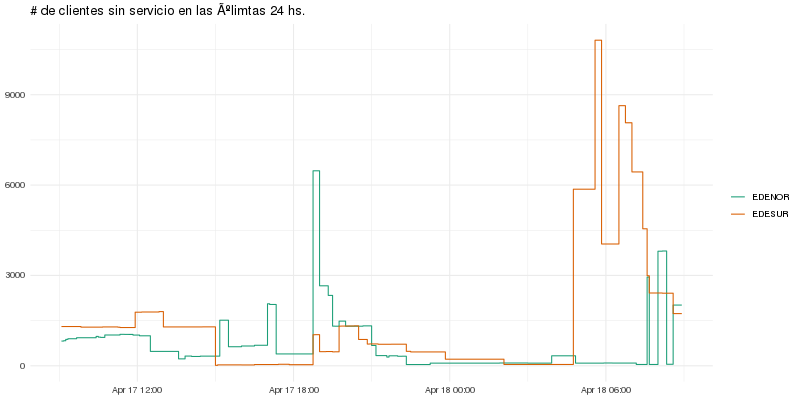 # de clientes sin servicio en las Ãºlimtas 24 hs.
9000
6000
3000
0
Apr 17 12:00
Apr 17 18:00
Apr 18 00:00
Apr 18 06:00
EDENOR
EDESUR